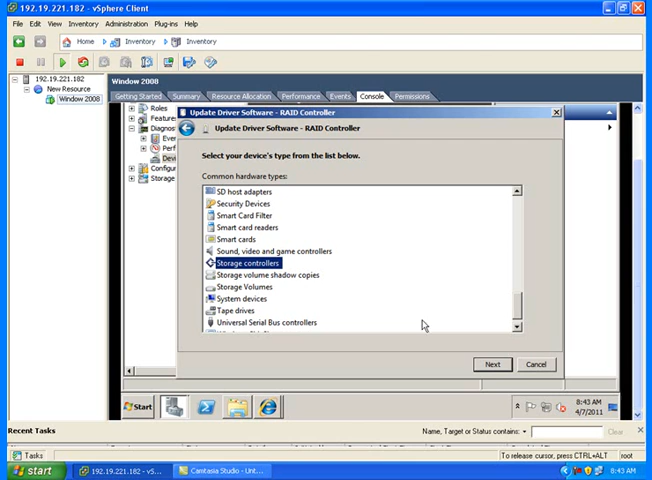 192.19.221.182 - vSphere Client
File Edit View Inventory Administration Plug-ins Help
Home Inventory Inventory
192.19.221.182
New Resource
Window 2008
Window 2008
Getting Started Summary Resource Allocation Performance Events Console Permissions
Roles
Featur
Diagnos
Eve
Perf
Devi
Configu
Storage
Update Driver Software - RAID Controller
Update Driver Software - RAID Controller
Select your device's type from the list below.
Common hardware types:
SD host adapters
Security Devices
Smart Card Filter
Smart card readers
Smart cards
Sound, video and game controllers
Storage controllers
Storage volume shadow copies
Storage Volumes
System devices
Tape drives
Universal Serial Bus controllers
Next Cancel
Start
8:43 AM
4/7/2011
Recent Tasks
Name, Target or Status contains: Clear
Tasks
To release cursor, press CTRL+ALT root
start 192.19.221.182 - vS... Camtasia Studio - Unt... 8:43 AM